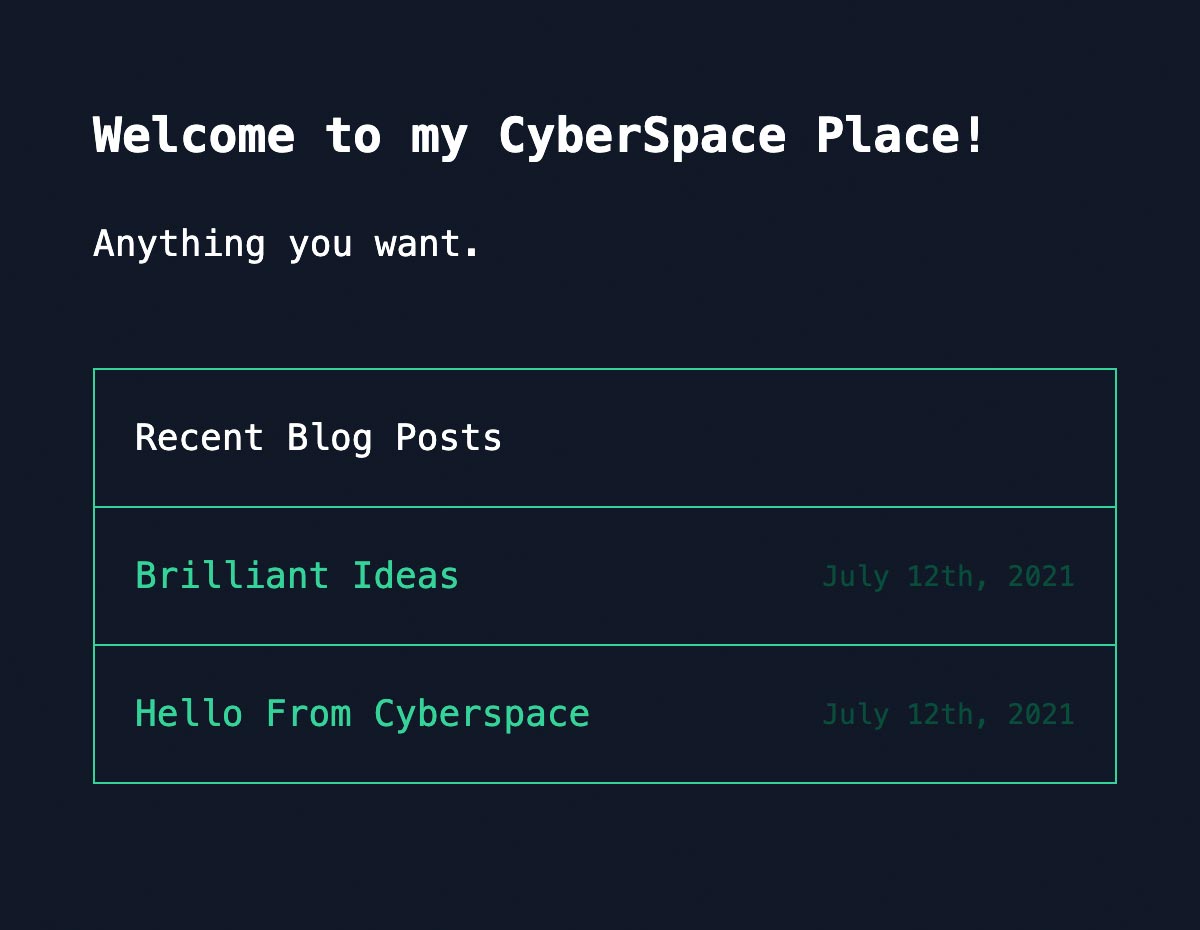 Welcome to my CyberSpace Place!
Anything you want.
Recent Blog Posts
Brilliant Ideas July 12th, 2021
Hello From Cyberspace July 12th, 2021